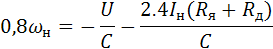 0,8ωн = − U/C − 2.4Iн(Rя + Rд)/C